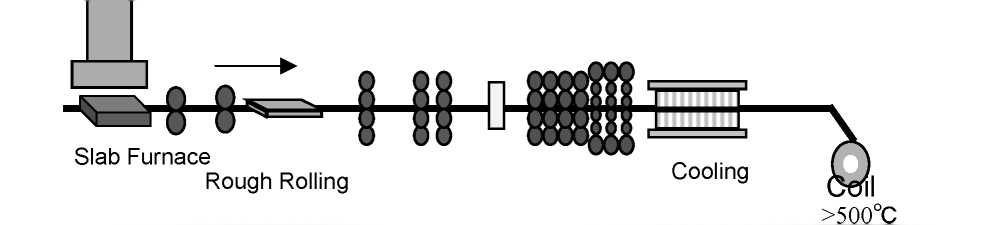 Slab Furnace
Rough Rolling
Cooling
Coil
>500°C